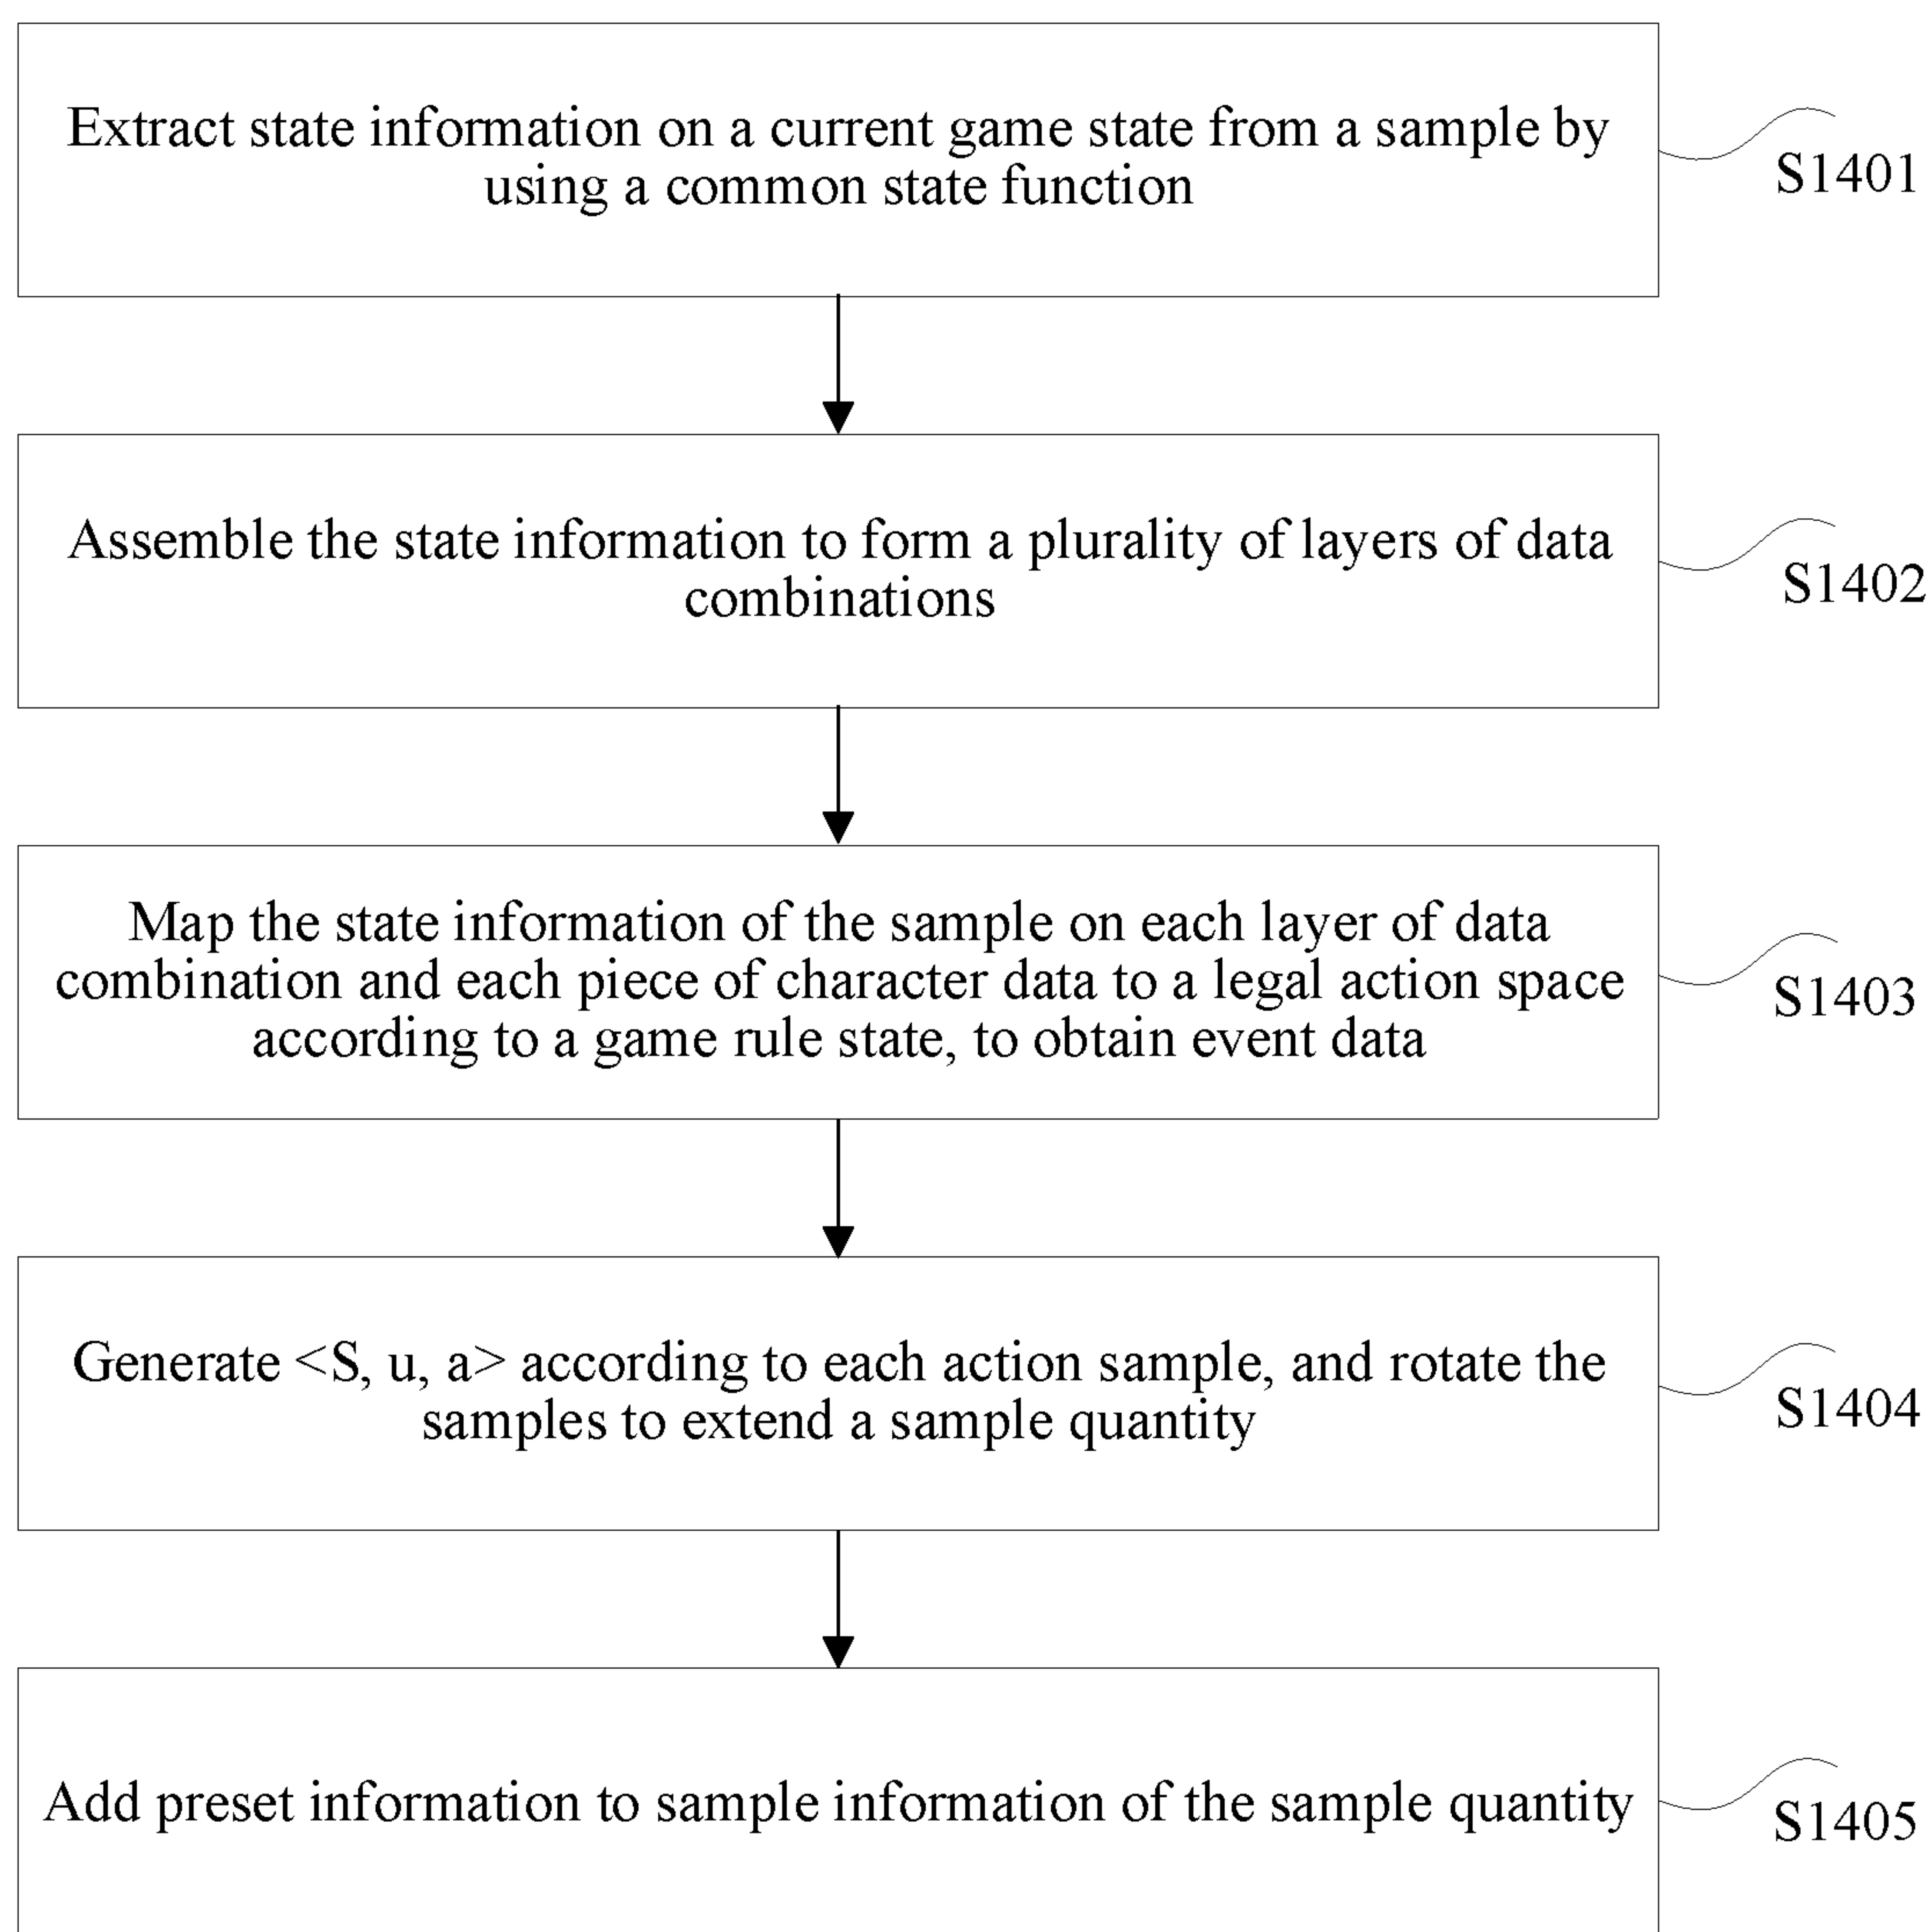 Extract state information on a current game state from a sample by
using a common state function
S1401
Assemble the state information to form a plurality of layers of data
combinations
S1402
Map the state information of the sample on each layer of data
combination and each piece of character data to a legal action space
according to a game rule state, to obtain event data
S1403
Generate <S, u, a> according to each action sample, and rotate the
samples to extend a sample quantity
S1404
Add preset information to sample information of the sample quantity
S1405